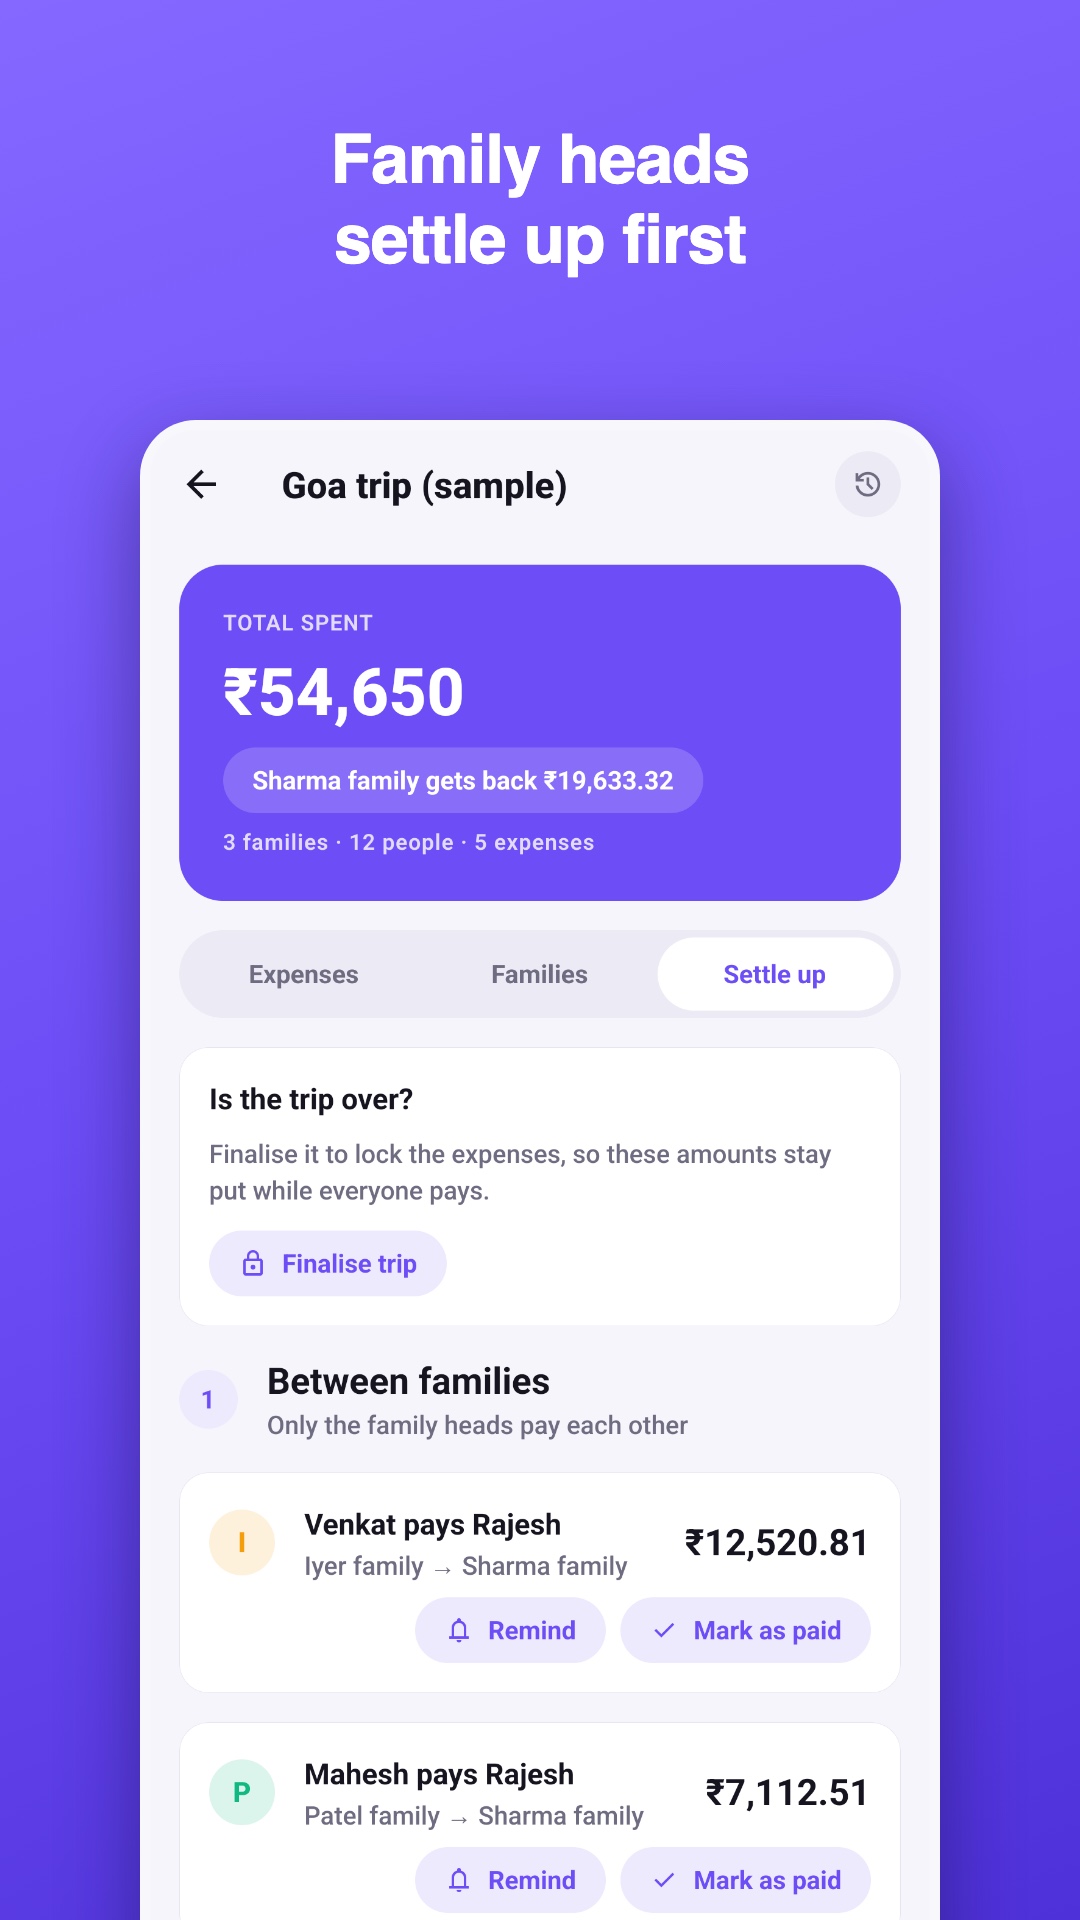 Family heads
settle up first
Goa trip (sample)
TOTAL SPENT
₹54,650
Sharma family gets back ₹19,633.32
3 families · 12 people · 5 expenses
Expenses
Families
Settle up
Is the trip over?
Finalise it to lock the expenses, so these amounts stay
put while everyone pays.
Finalise trip
1
Between families
Only the family heads pay each other
I
Venkat pays Rajesh
₹12,520.81
Iyer family → Sharma family
Remind
Mark as paid
P
Mahesh pays Rajesh
₹7,112.51
Patel family → Sharma family
Remind
Mark as paid